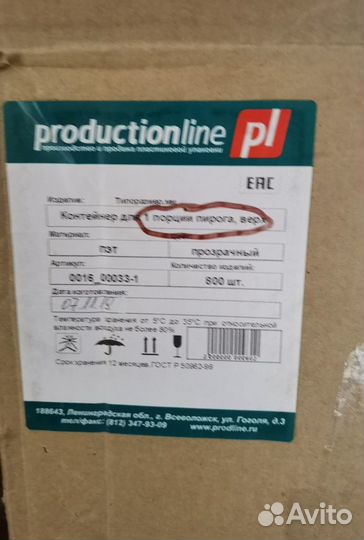 productionline pl
производство и продажа пластиковой упаковки
EAC
Изделие: Типоразмер, мм
Контейнер для 1 порции пирога, верх
Материал:
ПЭТ прозрачный
Артикул: Количество изделий:
0016_00033-1 800 шт.
Дата изготовления:
07.11.19
Температура хранения от 5°С до 35°С при относительной
влажности воздуха не более 80%
Срок хранения 12 месяцев, ГОСТ Р 50962-96
188643, Ленинградская обл., г. Всеволожск, ул. Гоголя, д.3
тел/факс: (812) 347-93-09
www.prodline.ru
Avito